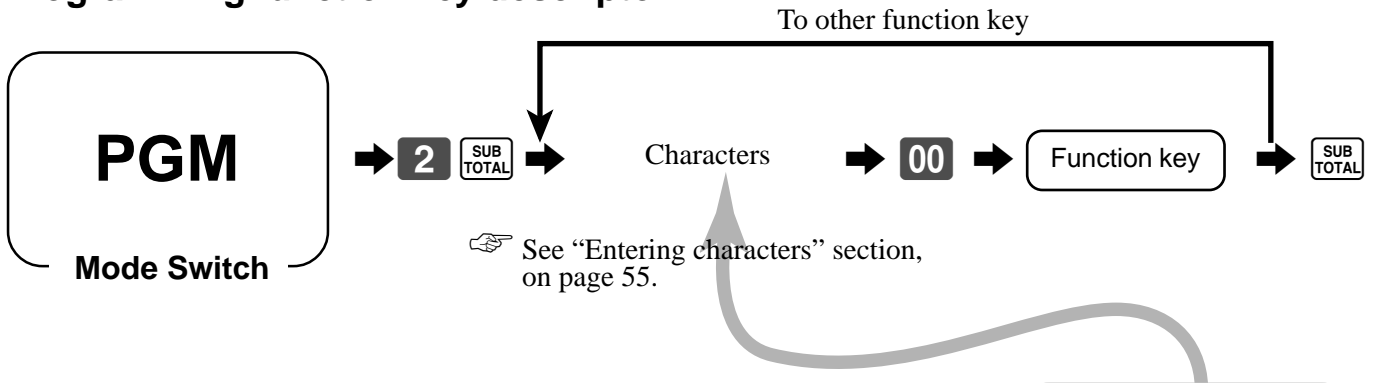 To other function key
PGM
Mode Switch
2 SUB TOTAL
Characters
00
Function key
SUB TOTAL
See “Entering characters” section,
on page 55.